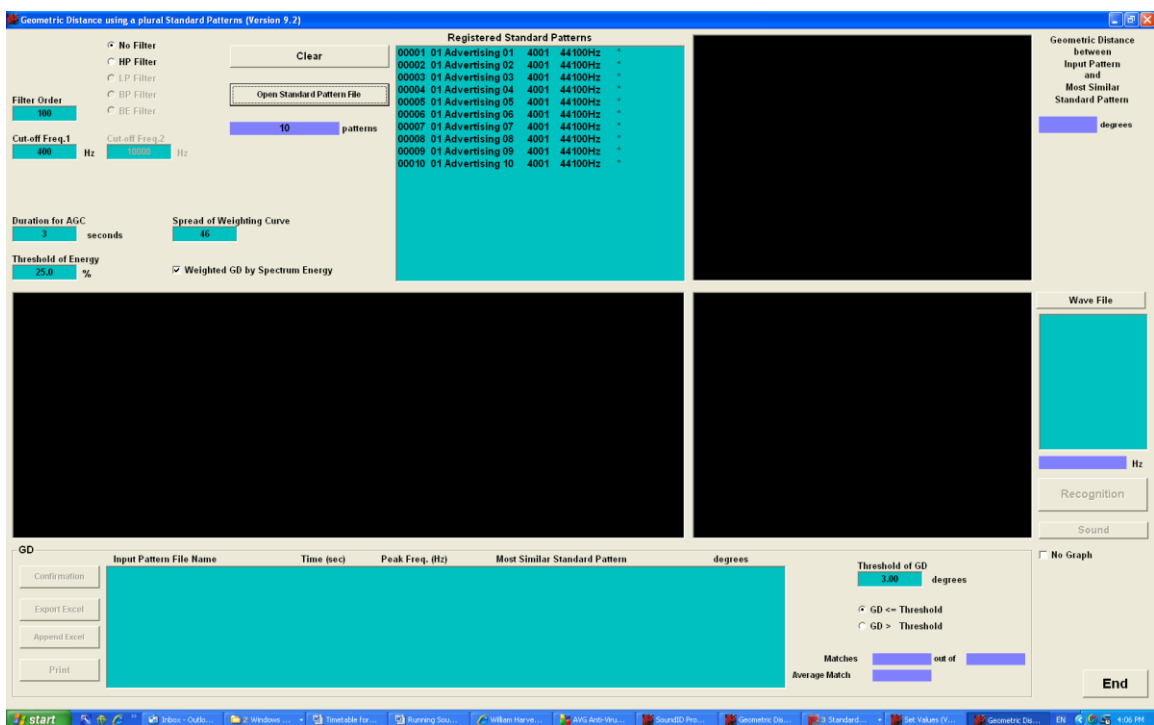 Geometric Distance using a plural Standard Patterns (Version 9.2)
No Filter
HP Filter
LP Filter
BP Filter
BE Filter
Filter Order
100
Cut-off Freq.1
400 Hz
Cut-off Freq.2
10000 Hz
Duration for AGC
3 seconds
Spread of Weighting Curve
46
Threshold of Energy
25.0 %
Weighted GD by Spectrum Energy
Clear
Open Standard Pattern File
10 patterns
Registered Standard Patterns
00001 01 Advertising 01 4001 44100Hz "
00002 01 Advertising 02 4001 44100Hz "
00003 01 Advertising 03 4001 44100Hz "
00004 01 Advertising 04 4001 44100Hz "
00005 01 Advertising 05 4001 44100Hz "
00006 01 Advertising 06 4001 44100Hz "
00007 01 Advertising 07 4001 44100Hz "
00008 01 Advertising 08 4001 44100Hz "
00009 01 Advertising 09 4001 44100Hz "
00010 01 Advertising 10 4001 44100Hz "
Geometric Distance
between
Input Pattern
and
Most Similar
Standard Pattern
degrees
Wave File
Hz
Recognition
Sound
No Graph
GD
Input Pattern File Name Time (sec) Peak Freq. (Hz) Most Similar Standard Pattern degrees
Confirmation
Export Excel
Append Excel
Print
Threshold of GD
3.00 degrees
GD <= Threshold
GD > Threshold
Matches out of
Average Match
End
start Inbox - Outlo... 2 Windows ... Timetable for... Running Sou... William Harve... AVG Anti-Viru... SoundID Pro... Geometric Dis... 3 Standard... Set Values (V... Geometric Dis... EN 4:06 PM